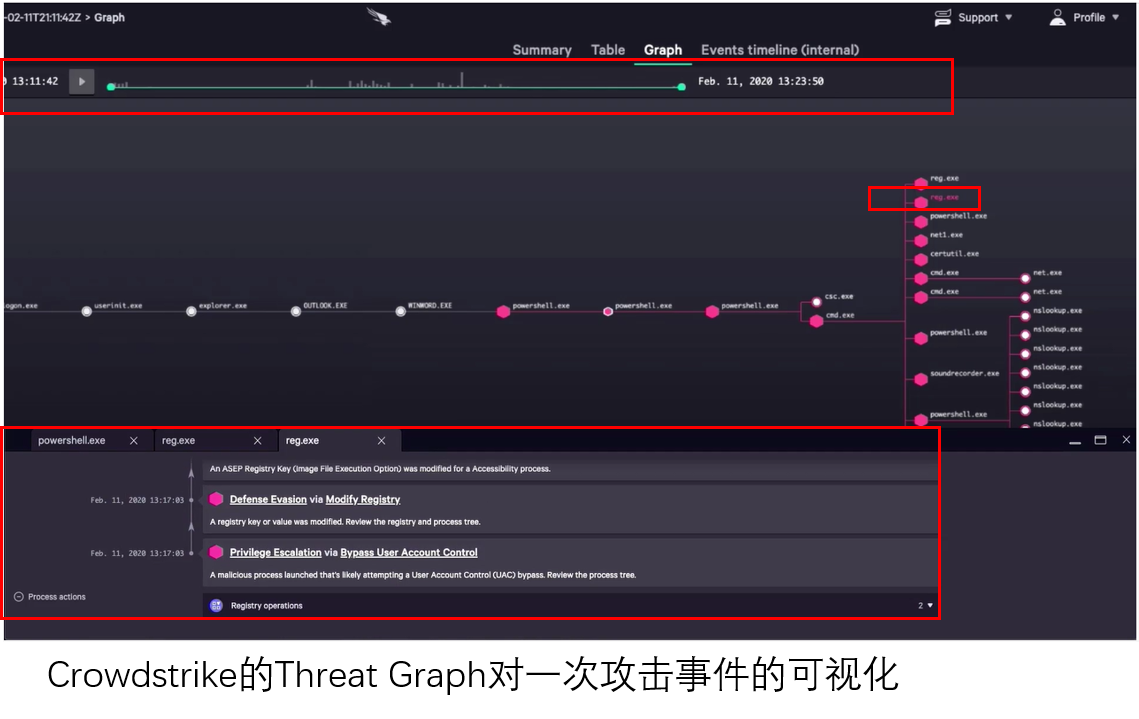 -02-11T21:11:42Z > Graph
Support
Profile
Summary
Table
Graph
Events timeline (internal)
0 13:11:42
Feb. 11, 2020 13:23:50
reg.exe
reg.exe
powershell.exe
net1.exe
certutil.exe
cmd.exe
net.exe
cmd.exe
net.exe
logon.exe
userinit.exe
explorer.exe
OUTLOOK.EXE
WINWORD.EXE
powershell.exe
powershell.exe
powershell.exe
csc.exe
cmd.exe
nslookup.exe
powershell.exe
nslookup.exe
nslookup.exe
soundrecorder.exe
nslookup.exe
nslookup.exe
nslookup.exe
powershell.exe
nslookup.exe
powershell.exe
reg.exe
reg.exe
An ASEP Registry Key (Image File Execution Option) was modified for a Accessibility process.
Feb. 11, 2020 13:17:03
Defense Evasion via Modify Registry
A registry key or value was modified. Review the registry and process tree.
Feb. 11, 2020 13:17:03
Privilege Escalation via Bypass User Account Control
A malicious process launched that's likely attempting a User Account Control (UAC) bypass. Review the process tree.
Process actions
Registry operations
2
Crowdstrike的Threat Graph对一次攻击事件的可视化